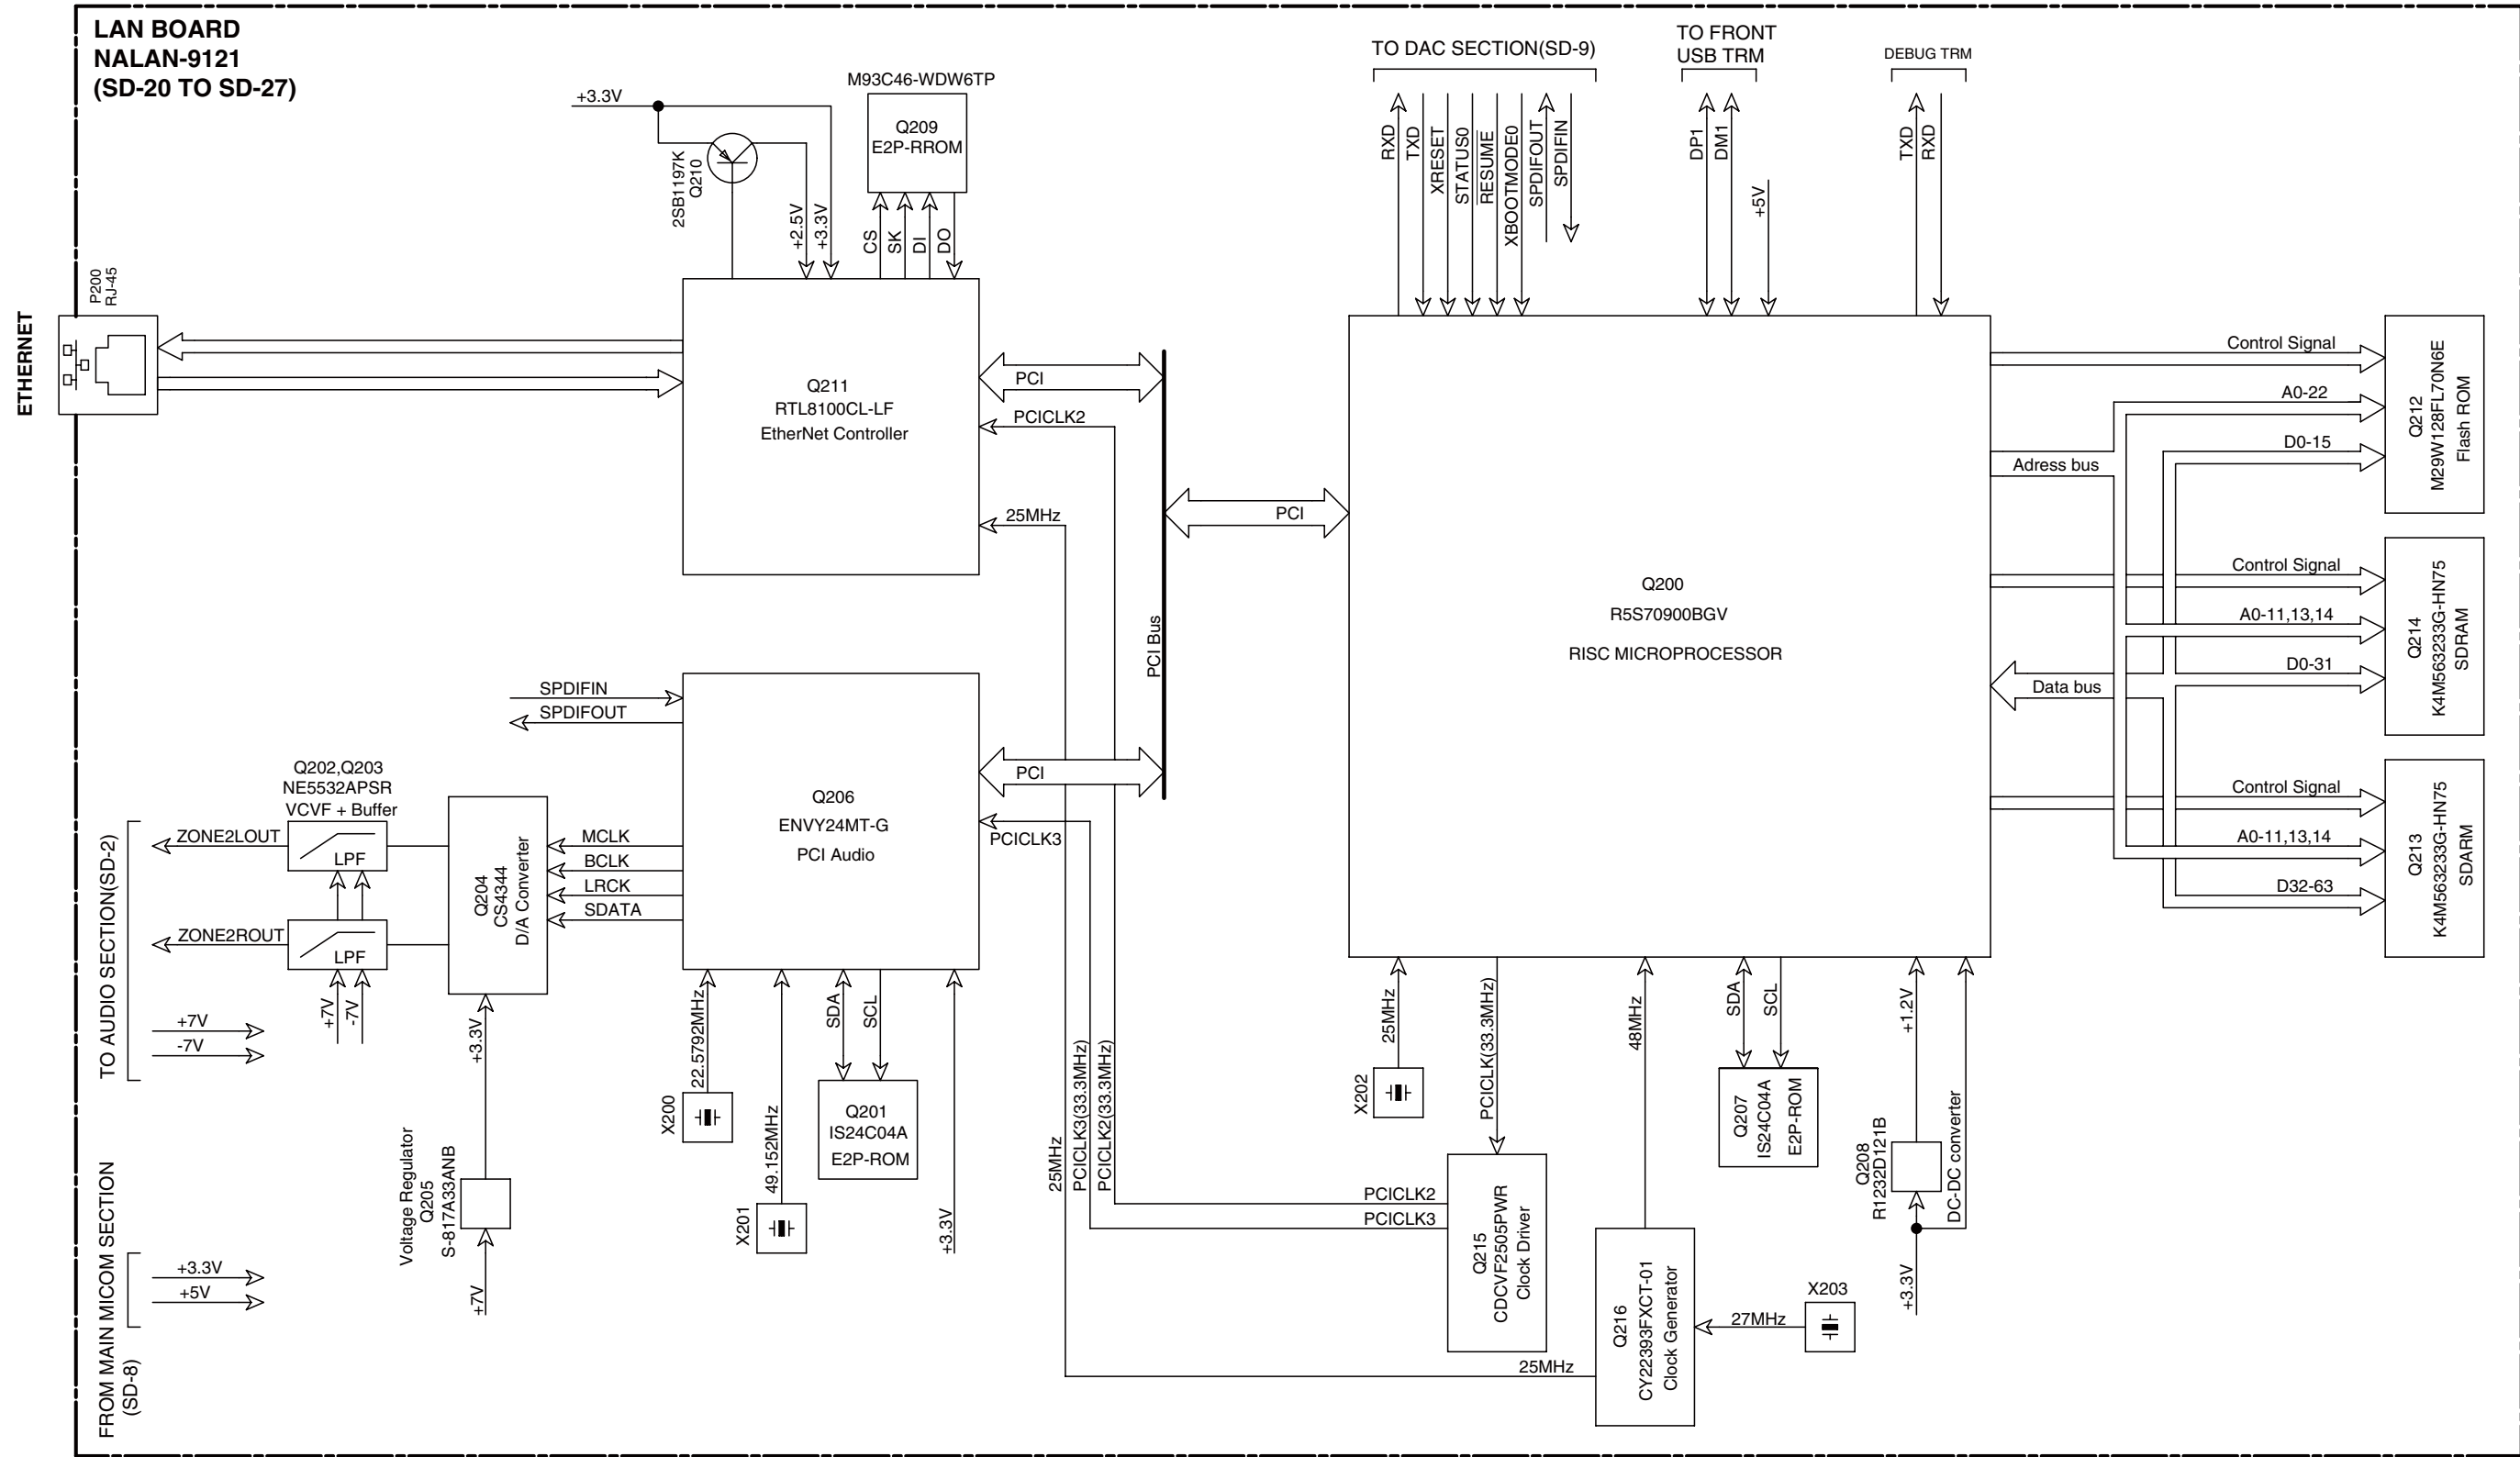 LAN BOARD
NALAN-9121
(SD-20 TO SD-27)
ETHERNET
P200
RJ-45
+3.3V
2SB1197K
Q210
+2.5V
+3.3V
M93C46-WDW6TP
Q209
E2P-RROM
CS
SK
DI
DO
Q211
RTL8100CL-LF
EtherNet Controller
PCI
PCICLK2
25MHz
PCI Bus
PCI
TO DAC SECTION(SD-9)
RXD
TXD
XRESET
STATUS0
RESUME
XBOOTMODE0
SPDIFOUT
SPDIFIN
TO FRONT
USB TRM
DP1
DM1
+5V
DEBUG TRM
TXD
RXD
Q200
R5S70900BGV
RISC MICROPROCESSOR
Control Signal
A0-22
D0-15
Adress bus
Q212
M29W128FL70N6E
Flash ROM
Control Signal
A0-11,13,14
D0-31
Data bus
Q214
K4M563233G-HN75
SDRAM
Control Signal
A0-11,13,14
D32-63
Q213
K4M563233G-HN75
SDARM
SPDIFIN
SPDIFOUT
Q206
ENVY24MT-G
PCI Audio
PCI
PCICLK3
MCLK
BCLK
LRCK
SDATA
Q204
CS4344
D/A Converter
Q202,Q203
NE5532APSR
VCVF + Buffer
LPF
LPF
ZONE2LOUT
ZONE2ROUT
+7V
-7V
TO AUDIO SECTION(SD-2)
+7V
-7V
+3.3V
Voltage Regulator
Q205
S-817A33ANB
+7V
FROM MAIN MICOM SECTION
(SD-8)
+3.3V
+5V
22.5792MHz
X200
49.152MHz
X201
SDA
SCL
Q201
IS24C04A
E2P-ROM
+3.3V
25MHz
PCICLK3(33.3MHz)
PCICLK2(33.3MHz)
25MHz
X202
PCICLK(33.3MHz)
PCICLK2
PCICLK3
Q215
CDCVF2505PWR
Clock Driver
48MHz
Q216
CY22393FXCT-01
Clock Generator
25MHz
27MHz
X203
SDA
SCL
Q207
IS24C04A
E2P-ROM
+1.2V
Q208
R1232D121B
DC-DC converter
+3.3V